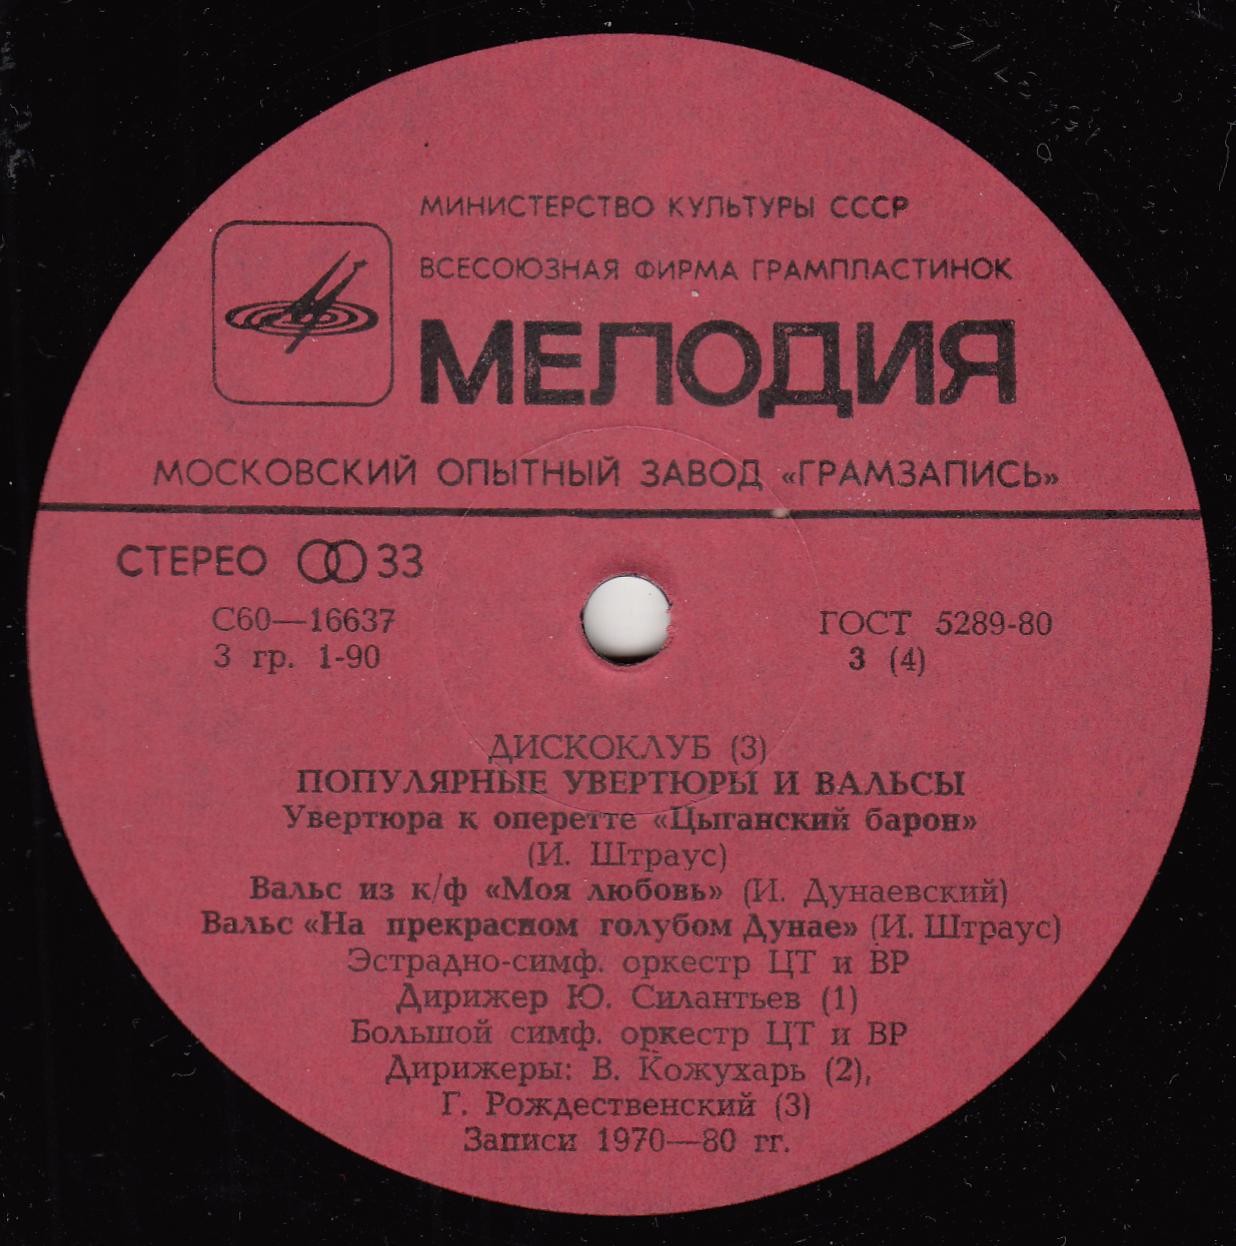 МИНИСТЕРСТВО КУЛЬТУРЫ СССР
ВСЕСОЮЗНАЯ ФИРМА ГРАМПЛАСТИНОК
МЕЛОДИЯ
МОСКОВСКИЙ ОПЫТНЫЙ ЗАВОД «ГРАМЗАПИСЬ»
СТЕРЕО 33
С60—16637 ГОСТ 5289-80
3 гр. 1-90 3 (4)
ДИСКОКЛУБ (3)
ПОПУЛЯРНЫЕ УВЕРТЮРЫ И ВАЛЬСЫ
Увертюра к оперетте «Цыганский барон»
(И. Штраус)
Вальс из к/ф «Моя любовь» (И. Дунаевский)
Вальс «На прекрасном голубом Дунае» (И. Штраус)
Эстрадно-симф. оркестр ЦТ и ВР
Дирижер Ю. Силантьев (1)
Большой симф. оркестр ЦТ и ВР
Дирижеры: В. Кожухарь (2),
Г. Рождественский (3)
Записи 1970—80 гг.